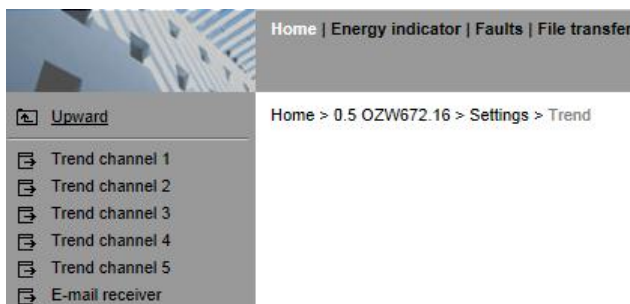 Home | Energy indicator | Faults | File transfer
Upward
Home > 0.5 OZW672.16 > Settings > Trend
Trend channel 1
Trend channel 2
Trend channel 3
Trend channel 4
Trend channel 5
E-mail receiver